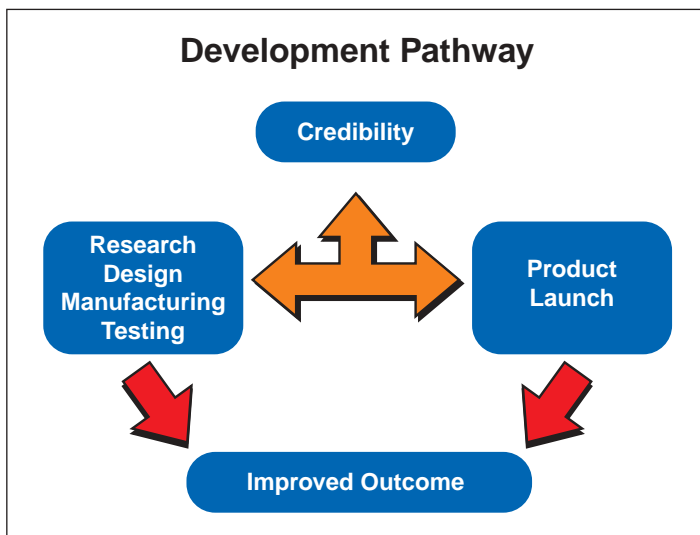 Development Pathway
Credibility
Research
Design
Manufacturing
Testing
Product
Launch
Improved Outcome